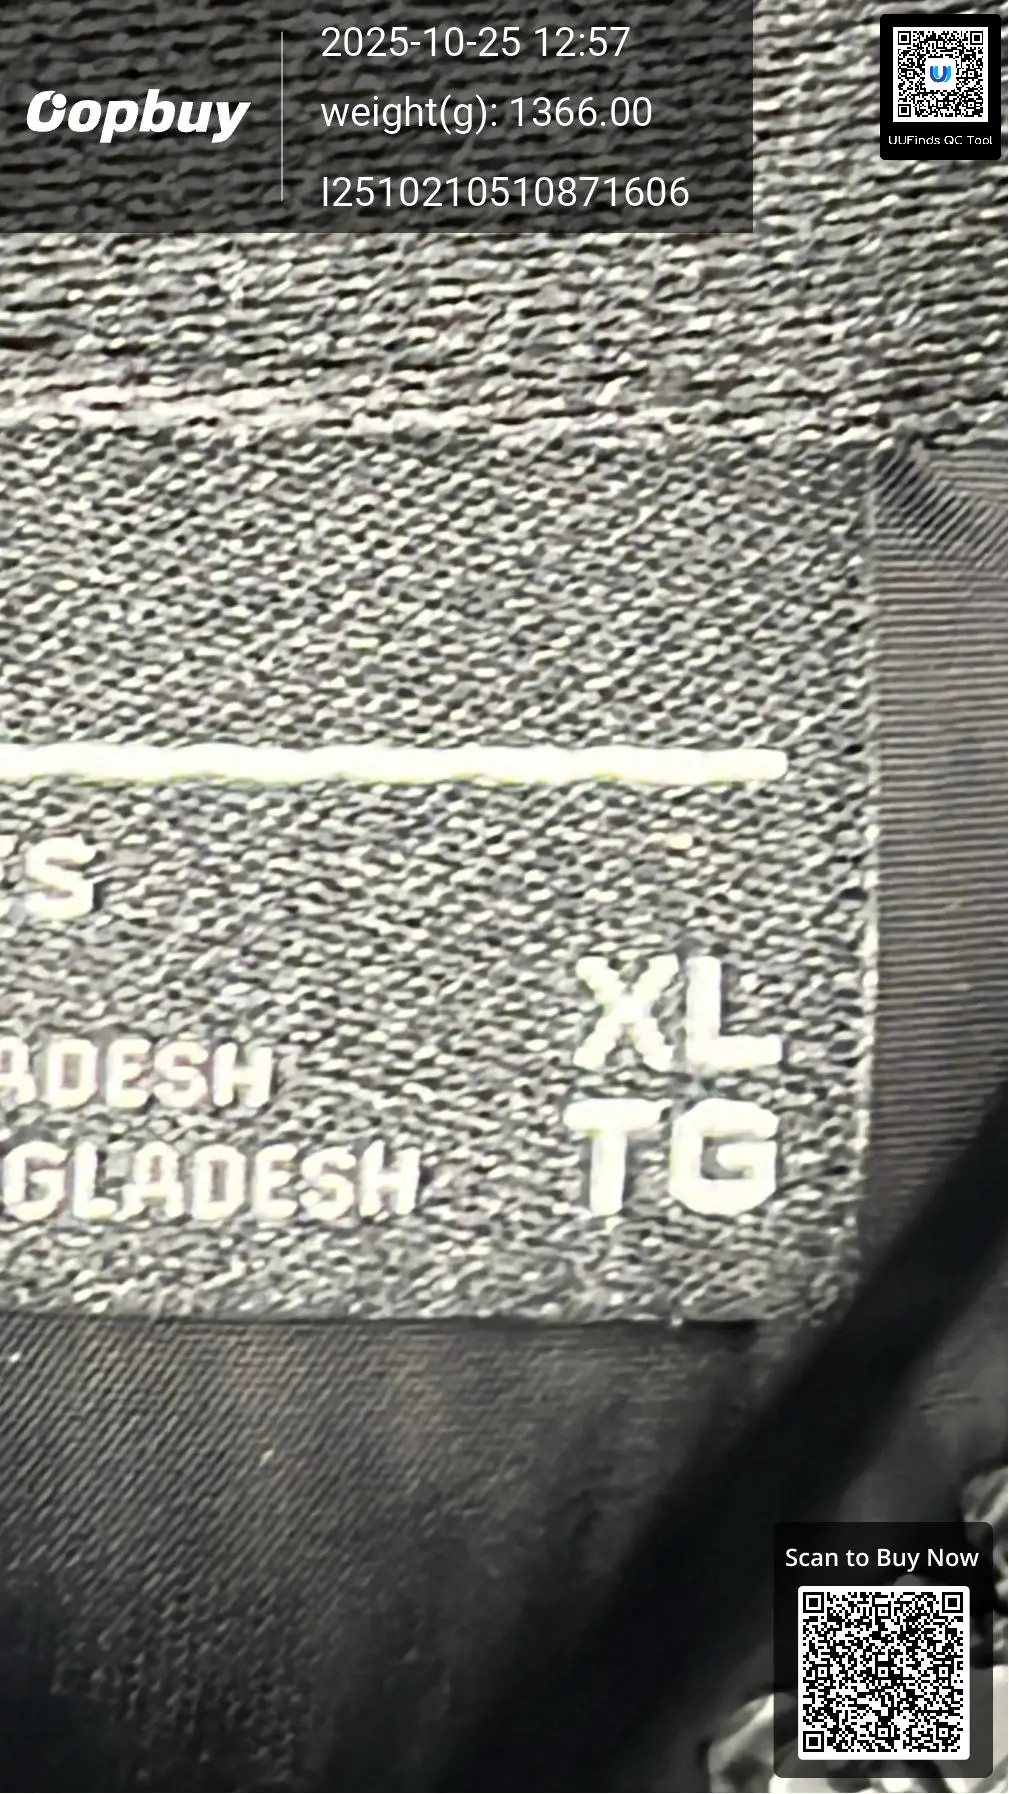 Oopbuy
2025-10-25 12:57
weight(g): 1366.00
I2510210510871606
UUFinds QC Tool
S
XL
ADESH
TG
GLADESH
Scan to Buy Now